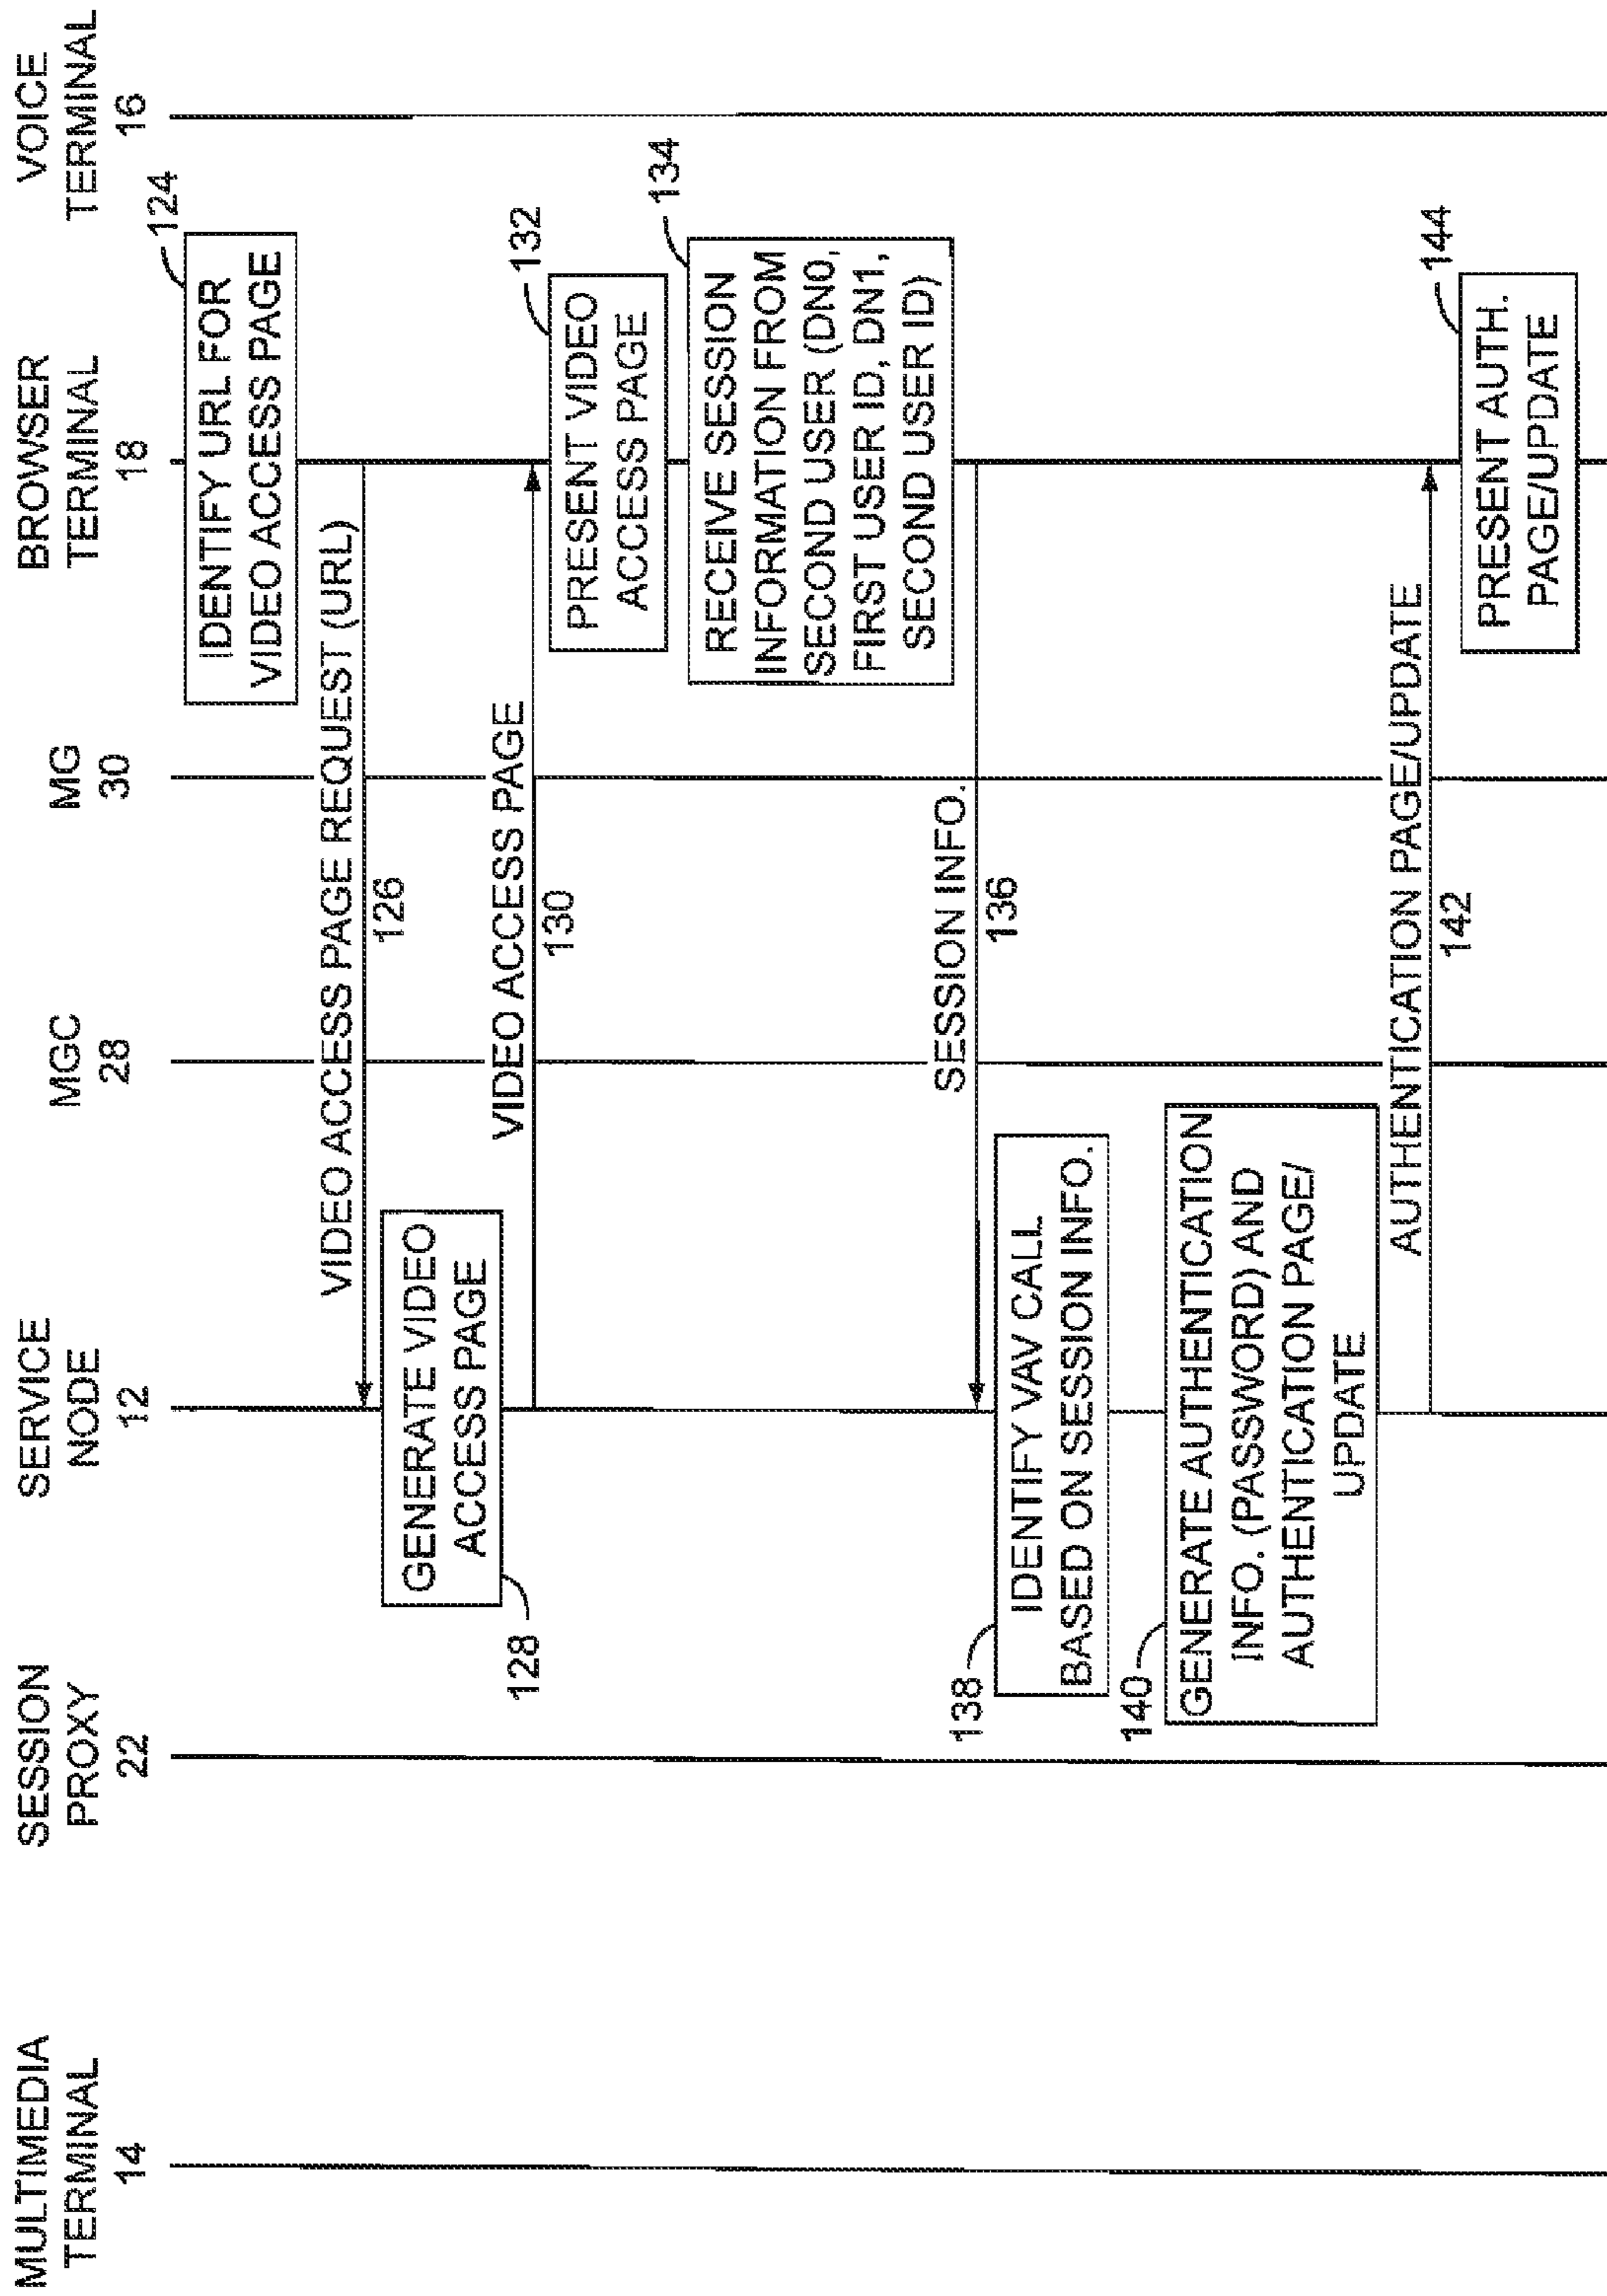 MULTIMEDIA
TERMINAL
14
SESSION
PROXY
22
SERVICE
NODE
12
MGC
28
MG
30
BROWSER
TERMINAL
18
VOICE
TERMINAL
16
IDENTIFY URL FOR
VIDEO ACCESS PAGE
124
VIDEO ACCESS PAGE REQUEST (URL)
126
GENERATE VIDEO
ACCESS PAGE
128
VIDEO ACCESS PAGE
130
PRESENT VIDEO
ACCESS PAGE
132
RECEIVE SESSION
INFORMATION FROM
SECOND USER (DN0,
FIRST USER ID, DN1,
SECOND USER ID)
134
SESSION INFO.
136
138
IDENTIFY VAV CALL
BASED ON SESSION INFO.
140
GENERATE AUTHENTICATION
INFO. (PASSWORD) AND
AUTHENTICATION PAGE/
UPDATE
AUTHENTICATION PAGE/UPDATE
142
PRESENT AUTH.
PAGE/UPDATE
144